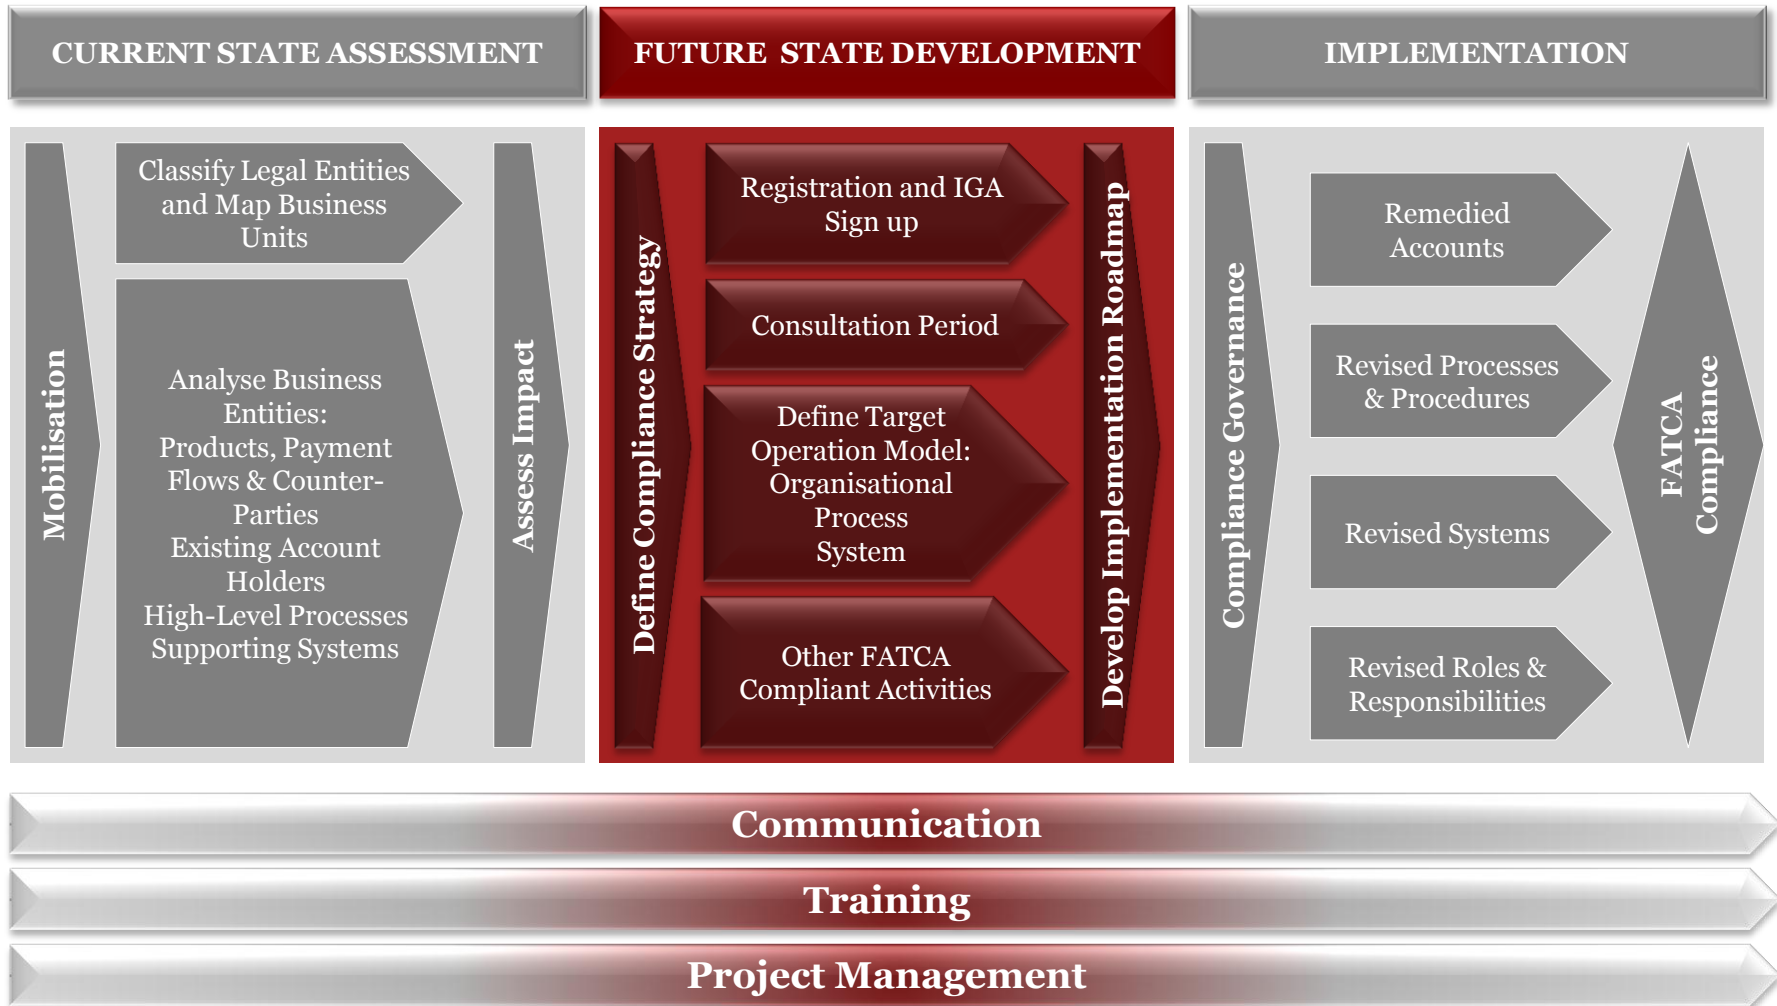 CURRENT STATE ASSESSMENT
FUTURE STATE DEVELOPMENT
IMPLEMENTATION
Mobilisation
Classify Legal Entities
and Map Business
Units
Analyse Business
Entities:
Products, Payment
Flows & Counter-
Parties
Existing Account
Holders
High-Level Processes
Supporting Systems
Assess Impact
Define Compliance Strategy
Registration and IGA
Sign up
Consultation Period
Define Target
Operation Model:
Organisational
Process
System
Other FATCA
Compliant Activities
Develop Implementation Roadmap
Compliance Governance
Remedied
Accounts
Revised Processes
& Procedures
Revised Systems
Revised Roles &
Responsibilities
FATCA
Compliance
Communication
Training
Project Management